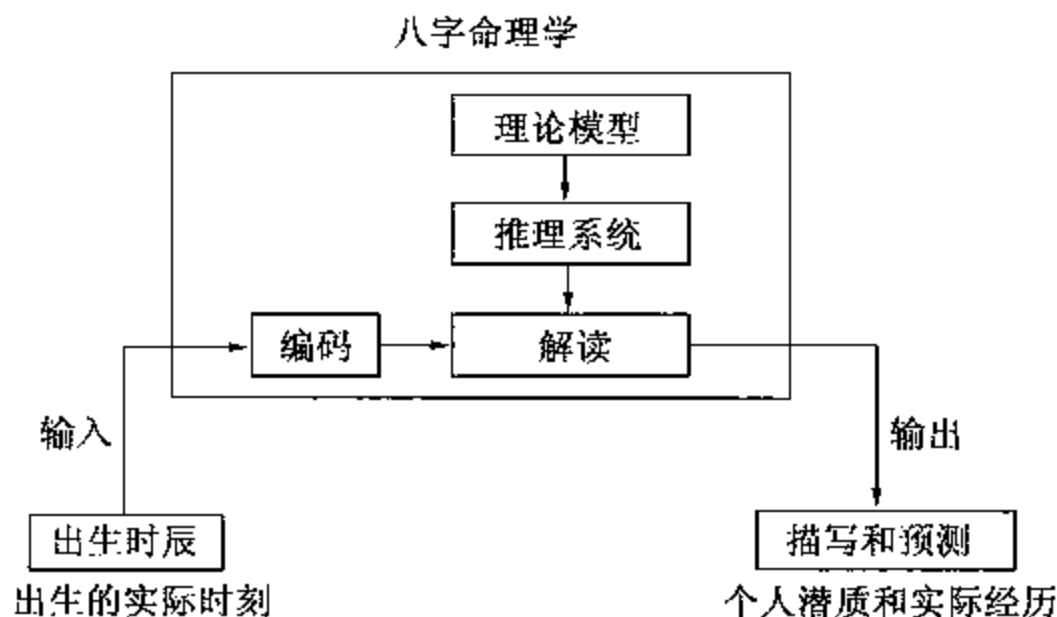 八字命理学
理论模型
推理系统
编码
解读
输入
输出
出生时辰
描写和预测
出生的实际时刻
个人潜质和实际经历